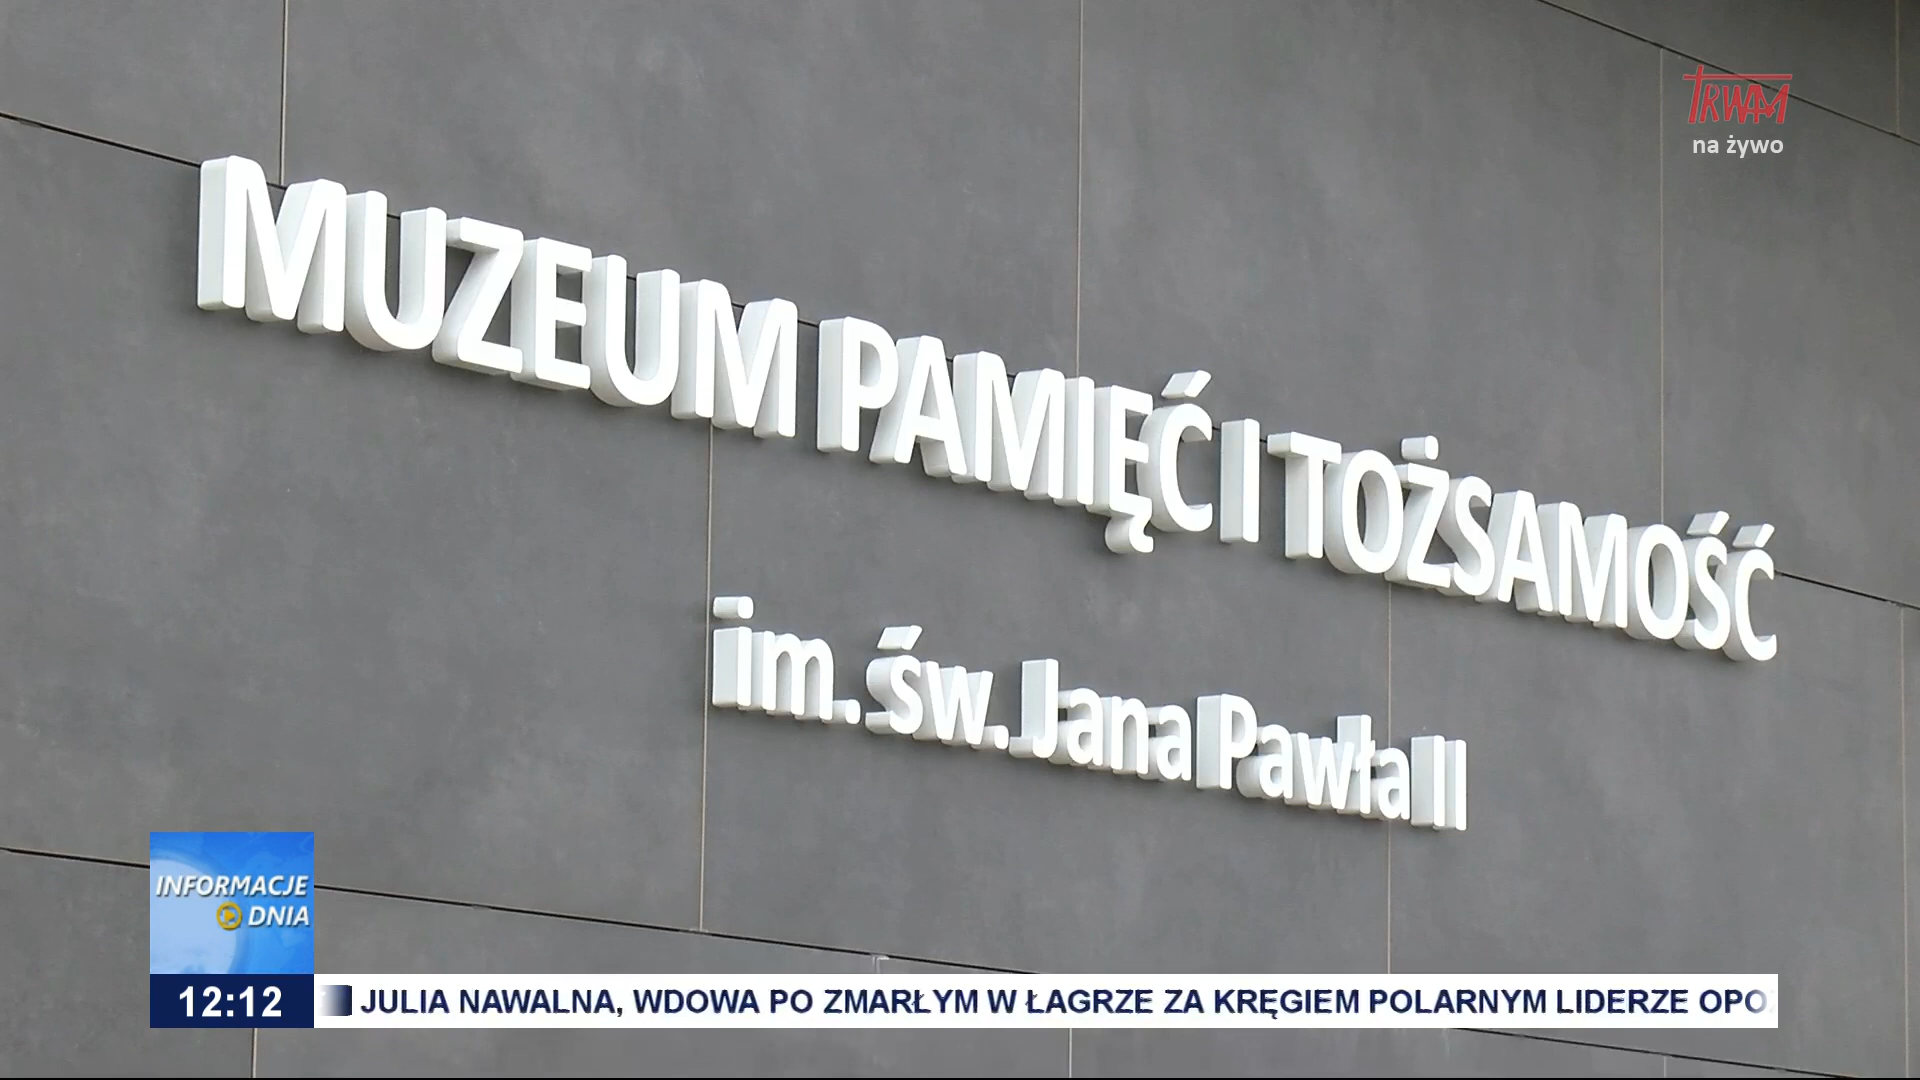 TRWAM
na żywo
MUZEUM PAMIĘĆ I TOŻSAMOŚĆ
im. św. Jana Pawła II
INFORMACJE
DNIA
12:12
JULIA NAWALNA, WDOWA PO ZMARŁYM W ŁAGRZE ZA KRĘGIEM POLARNYM LIDERZE OPO